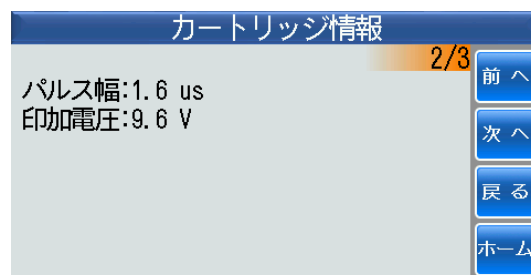 カートリッジ情報
2/3
パルス幅:1.6 us
印加電圧:9.6 V
前 へ
次 へ
戻 る
ホーム